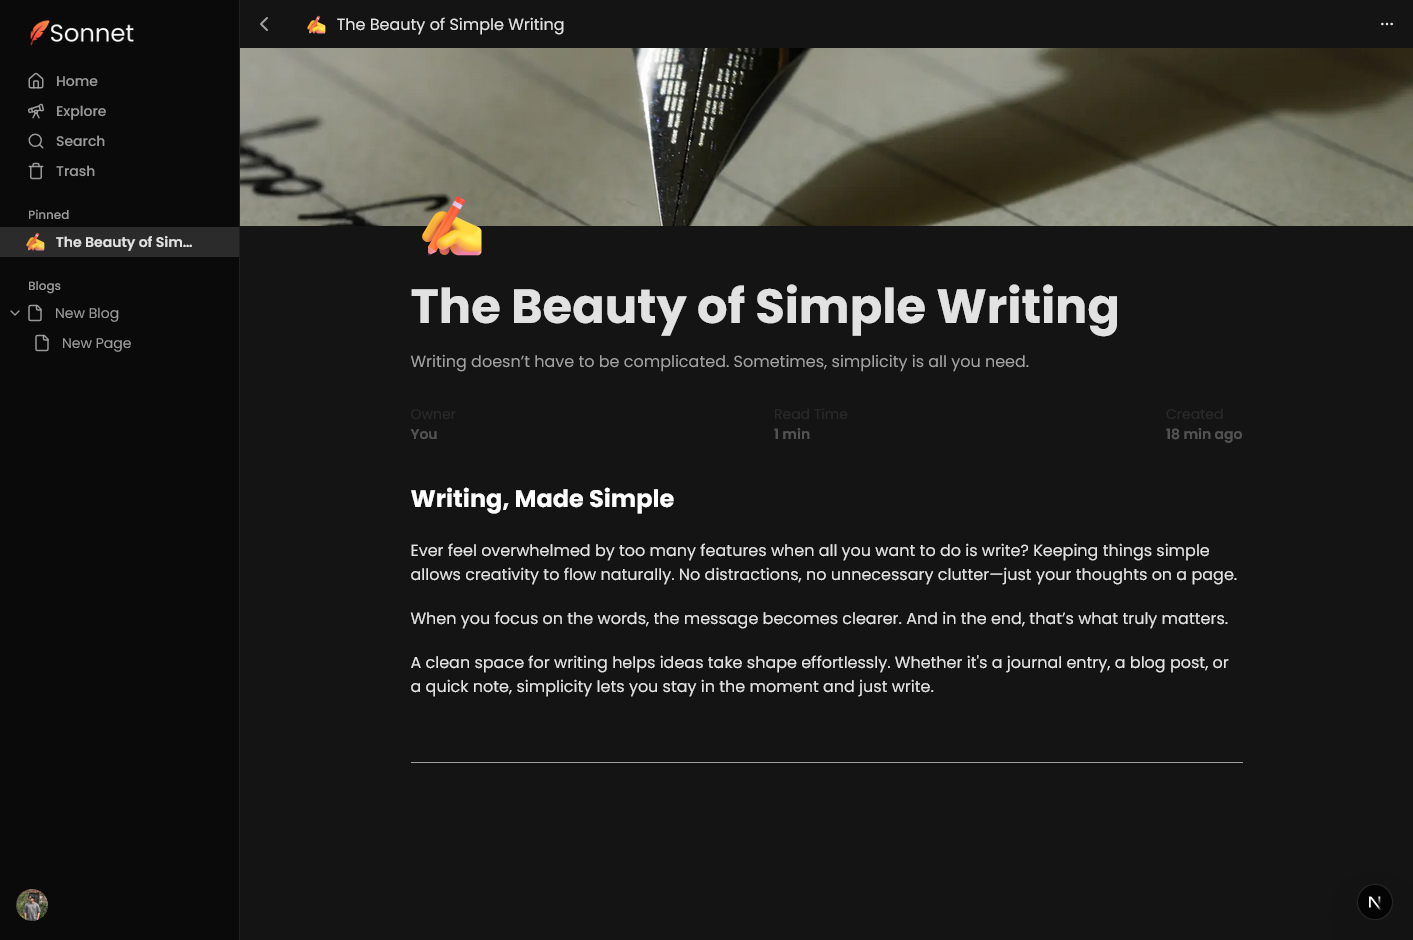 Sonnet
Home
Explore
Search
Trash
Pinned
The Beauty of Sim...
Blogs
New Blog
New Page
The Beauty of Simple Writing
The Beauty of Simple Writing
Writing doesn’t have to be complicated. Sometimes, simplicity is all you need.
Owner
You
Read Time
1 min
Created
18 min ago
Writing, Made Simple
Ever feel overwhelmed by too many features when all you want to do is write? Keeping things simple
allows creativity to flow naturally. No distractions, no unnecessary clutter—just your thoughts on a page.
When you focus on the words, the message becomes clearer. And in the end, that’s what truly matters.
A clean space for writing helps ideas take shape effortlessly. Whether it's a journal entry, a blog post, or
a quick note, simplicity lets you stay in the moment and just write.
N